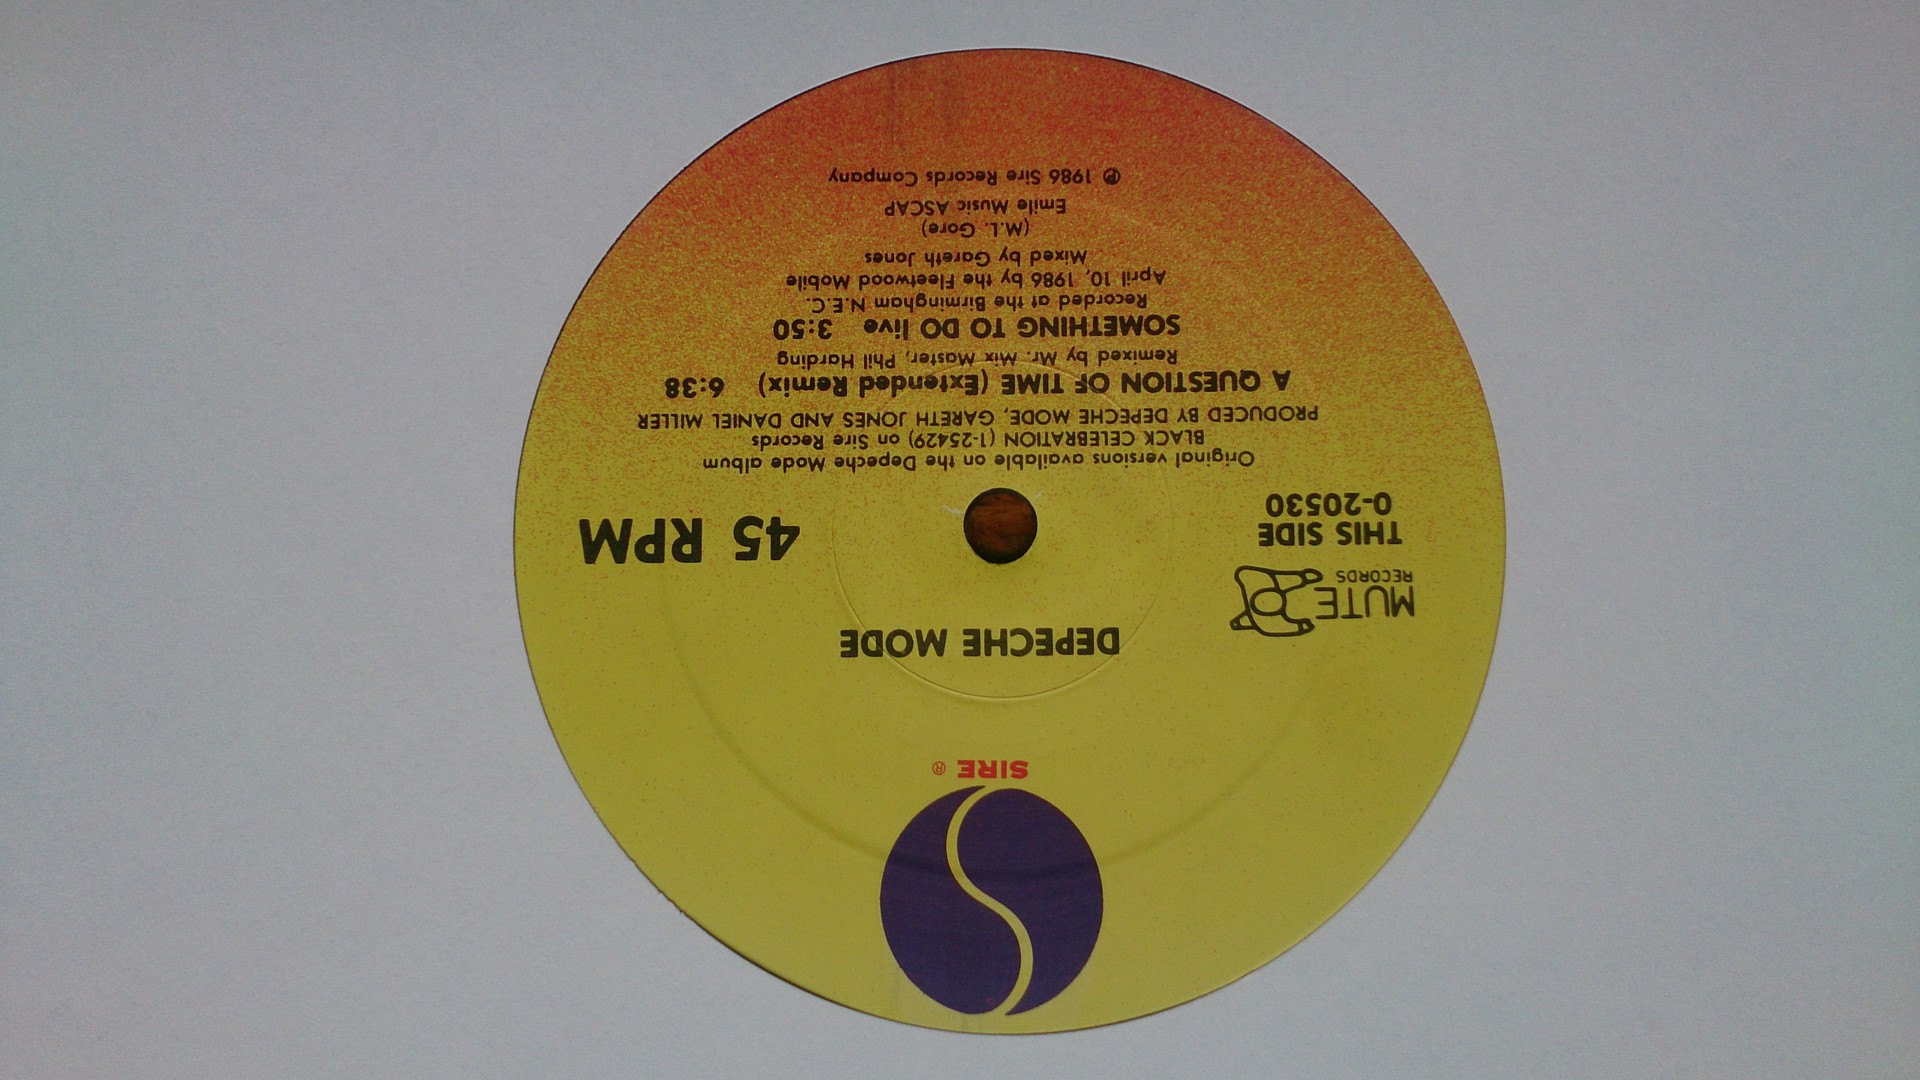 SIRE ®
DEPECHE MODE
MUTE
RECORDS
THIS SIDE
0-20530
45 RPM
Original versions available on the Depeche Mode album
BLACK CELEBRATION (1-25429) on Sire Records
PRODUCED BY DEPECHE MODE, GARETH JONES AND DANIEL MILLER
A QUESTION OF TIME (Extended Remix) 6:38
Remixed by Mr. Mix Master, Phil Harding
SOMETHING TO DO live 3:50
Recorded at the Birmingham N.E.C.
April 10, 1986 by the Fleetwood Mobile
Mixed by Gareth Jones
(M.L. Gore)
Emile Music ASCAP
℗ 1986 Sire Records Company